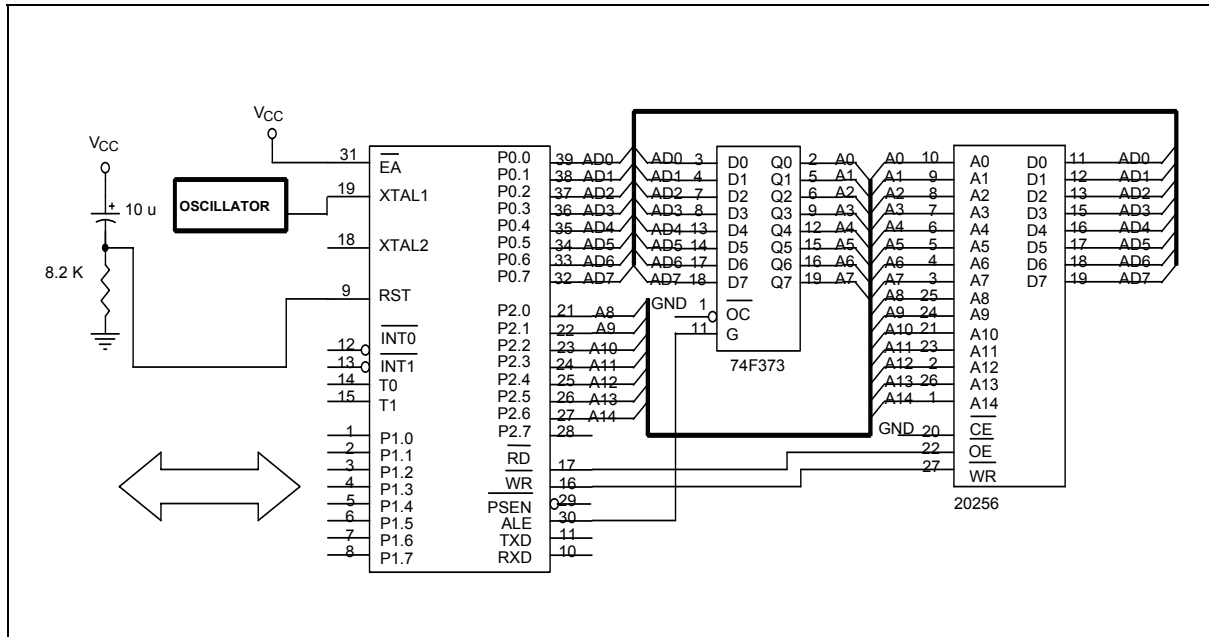 VCC
VCC
10 u
8.2 K
OSCILLATOR
31 EA
19 XTAL1
18 XTAL2
9 RST
12 INT0
13 INT1
14 T0
15 T1
1 P1.0
2 P1.1
3 P1.2
4 P1.3
5 P1.4
6 P1.5
7 P1.6
8 P1.7
P0.0 39 AD0
P0.1 38 AD1
P0.2 37 AD2
P0.3 36 AD3
P0.4 35 AD4
P0.5 34 AD5
P0.6 33 AD6
P0.7 32 AD7
P2.0 21 A8
P2.1 22 A9
P2.2 23 A10
P2.3 24 A11
P2.4 25 A12
P2.5 26 A13
P2.6 27 A14
P2.7 28
RD 17
WR 16
PSEN 29
ALE 30
TXD 11
RXD 10
AD0 3 D0 Q0 2 A0
AD1 4 D1 Q1 5 A1
AD2 7 D2 Q2 6 A2
AD3 8 D3 Q3 9 A3
AD4 13 D4 Q4 12 A4
AD5 14 D5 Q5 15 A5
AD6 17 D6 Q6 16 A6
AD7 18 D7 Q7 19 A7
GND 1 OC
11 G
74F373
A0 10 A0 D0 11 AD0
A1 9 A1 D1 12 AD1
A2 8 A2 D2 13 AD2
A3 7 A3 D3 15 AD3
A4 6 A4 D4 16 AD4
A5 5 A5 D5 17 AD5
A6 4 A6 D6 18 AD6
A7 3 A7 D7 19 AD7
A8 25 A8
A9 24 A9
A10 21 A10
A11 23 A11
A12 2 A12
A13 26 A13
A14 1 A14
GND 20 CE
22 OE
27 WR
20256